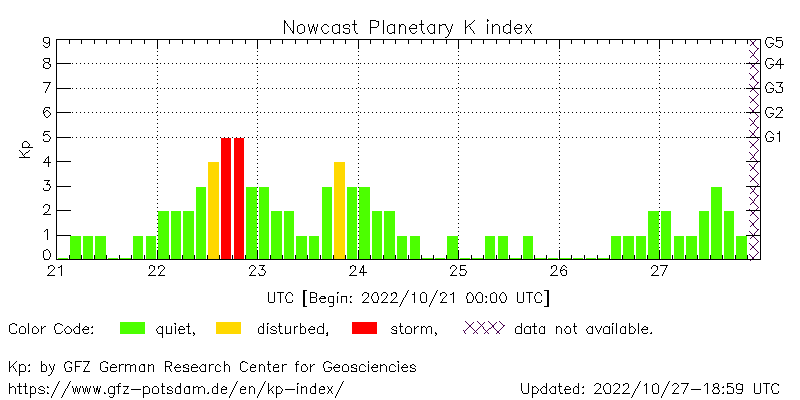 Nowcast Planetary K index
9 G5
8 G4
7 G3
6 G2
5 G1
4
3
2
1
0
Kp
21 22 23 24 25 26 27
UTC [Begin: 2022/10/21 00:00 UTC]
Color Code: quiet, disturbed, storm, data not available.
Kp: by GFZ German Research Center for Geosciencies
https://www.gfz-potsdam.de/en/kp-index/ Updated: 2022/10/27-18:59 UTC